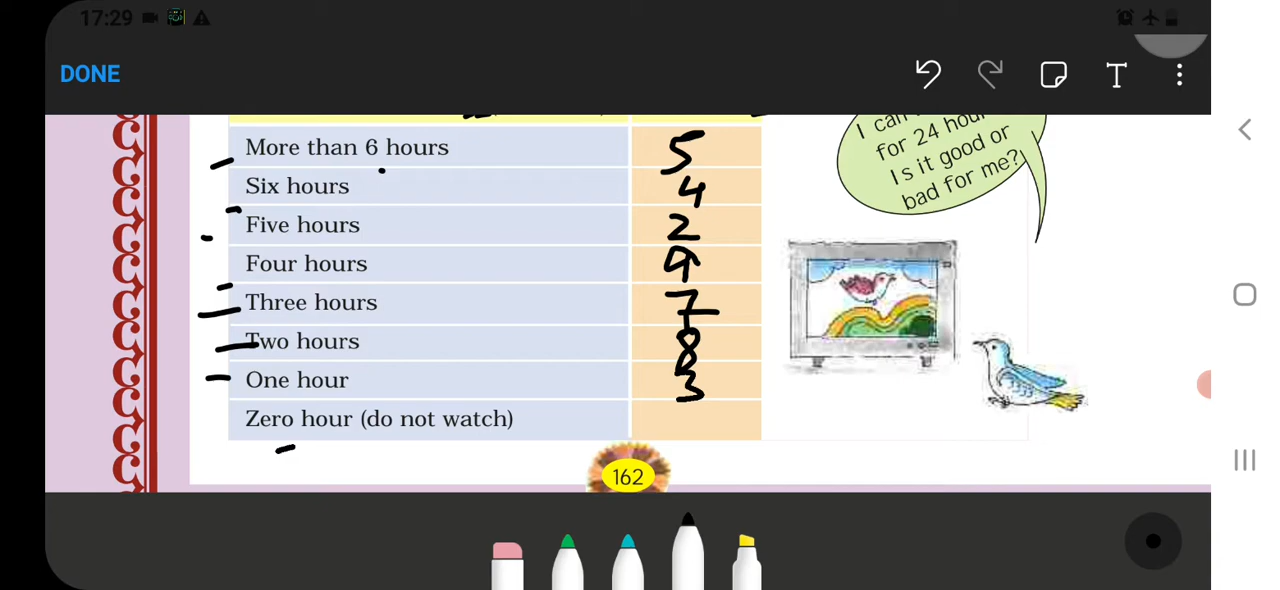 17:29
DONE
T
More than 6 hours 5
Six hours 4
Five hours 2
Four hours 9
Three hours 7
Two hours 8
One hour 3
Zero hour (do not watch)
I can
for 24 hou
Is it good or
bad for me?
162